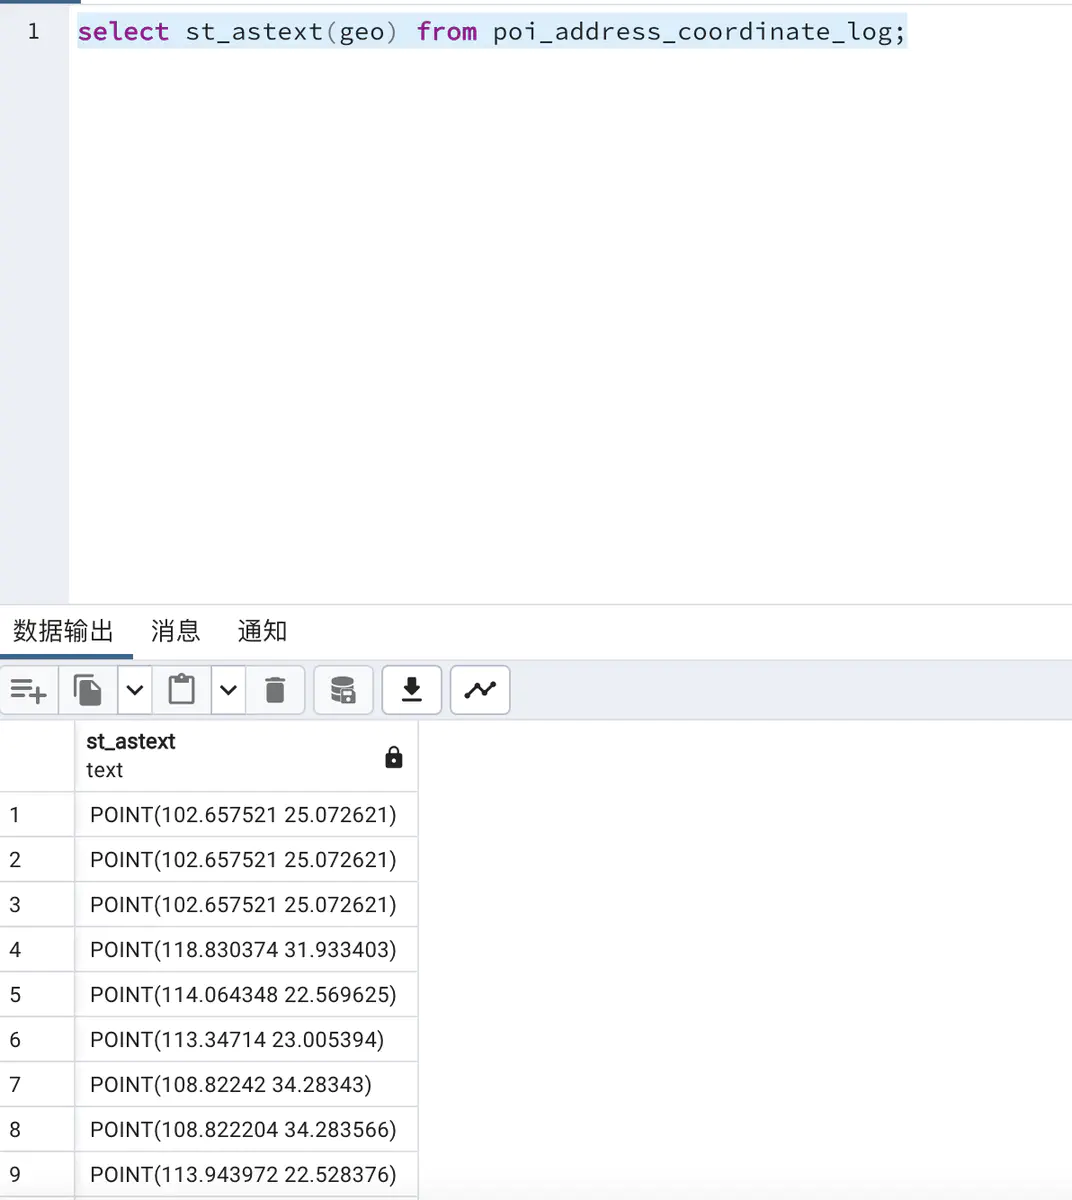 1 select st_astext(geo) from poi_address_coordinate_log;
数据输出 消息 通知
st_astext
text
1 POINT(102.657521 25.072621)
2 POINT(102.657521 25.072621)
3 POINT(102.657521 25.072621)
4 POINT(118.830374 31.933403)
5 POINT(114.064348 22.569625)
6 POINT(113.34714 23.005394)
7 POINT(108.82242 34.28343)
8 POINT(108.822204 34.283566)
9 POINT(113.943972 22.528376)